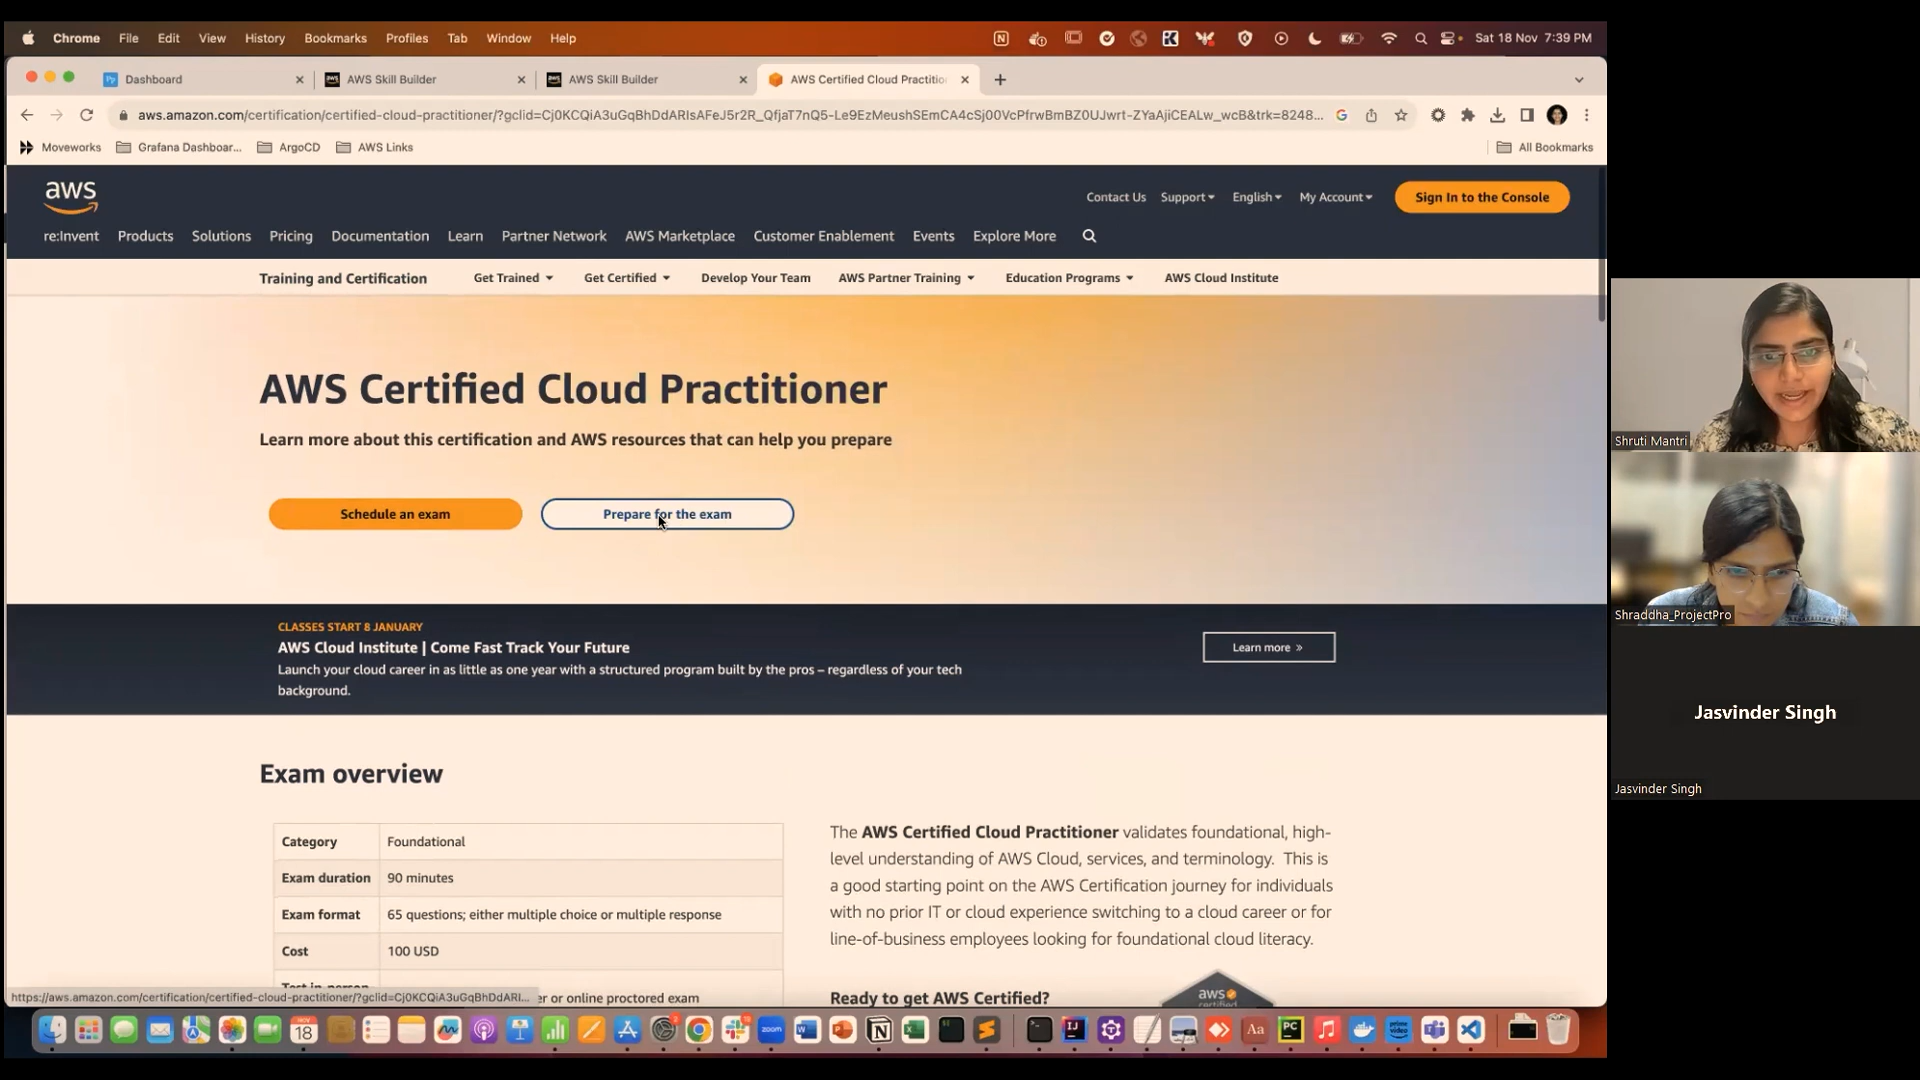 Chrome File Edit View History Bookmarks Profiles Tab Window Help
Sat 18 Nov 7:39 PM
Dashboard
AWS Skill Builder
AWS Skill Builder
AWS Certified Cloud Practitio
aws.amazon.com/certification/certified-cloud-practitioner/?gclid=Cj0KCQiA3uGqBhDdARIsAFeJ5r2R_QfjaT7nQ5-Le9EzMeushSEmCA4cSj00VcPfrwBmBZ0UJwrt-ZYaAjiCEALw_wcB&trk=8248...
Moveworks
Grafana Dashboar...
ArgoCD
AWS Links
All Bookmarks
aws
Contact Us Support English My Account Sign In to the Console
re:Invent Products Solutions Pricing Documentation Learn Partner Network AWS Marketplace Customer Enablement Events Explore More
Training and Certification Get Trained Get Certified Develop Your Team AWS Partner Training Education Programs AWS Cloud Institute
AWS Certified Cloud Practitioner
Learn more about this certification and AWS resources that can help you prepare
Schedule an exam
Prepare for the exam
CLASSES START 8 JANUARY
AWS Cloud Institute | Come Fast Track Your Future
Launch your cloud career in as little as one year with a structured program built by the pros – regardless of your tech
background.
Learn more »
Exam overview
Category Foundational
Exam duration 90 minutes
Exam format 65 questions; either multiple choice or multiple response
Cost 100 USD
er or online proctored exam
The AWS Certified Cloud Practitioner validates foundational, high-
level understanding of AWS Cloud, services, and terminology. This is
a good starting point on the AWS Certification journey for individuals
with no prior IT or cloud experience switching to a cloud career or for
line-of-business employees looking for foundational cloud literacy.
Ready to get AWS Certified?
aws
certified
https://aws.amazon.com/certification/certified-cloud-practitioner/?gclid=Cj0KCQiA3uGqBhDdARI...
NOV
18
zoom
Aa
PC
prime
video
Shruti Mantri
Shraddha_ProjectPro
Jasvinder Singh
Jasvinder Singh